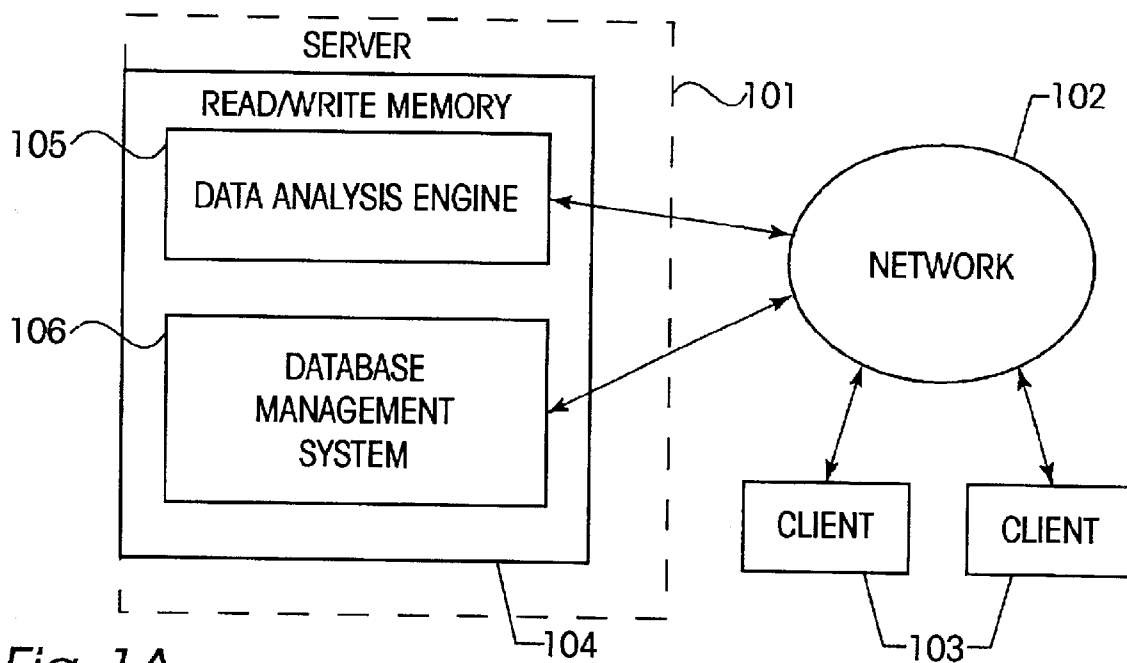 SERVER
READ/WRITE MEMORY
101
102
105
DATA ANALYSIS ENGINE
NETWORK
106
DATABASE
MANAGEMENT
SYSTEM
CLIENT
CLIENT
104
103
Fig. 1A